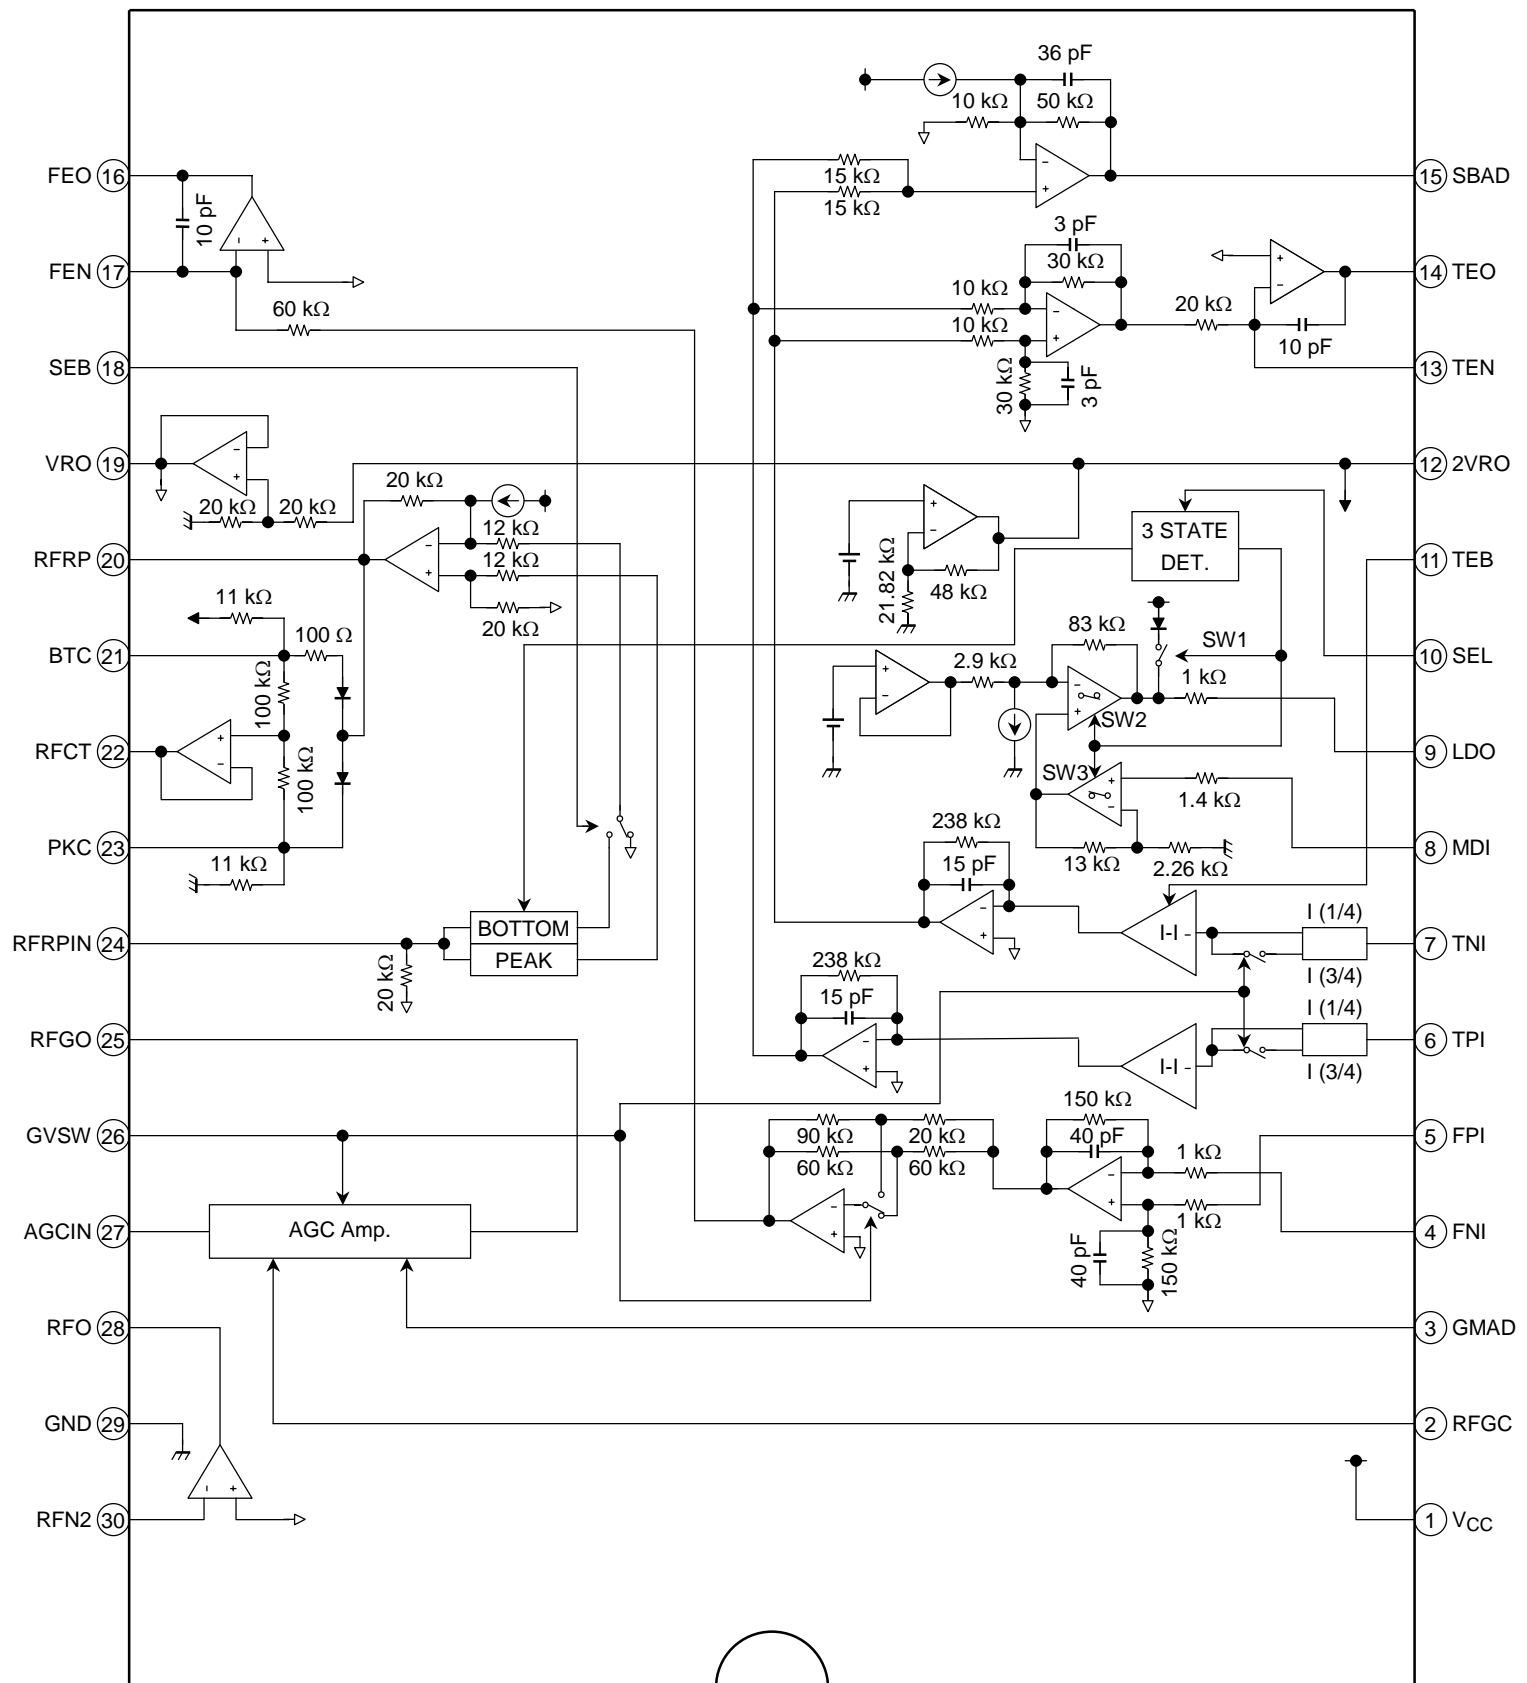 36 pF
10 kΩ
50 kΩ
-
+
15 kΩ
15 kΩ
FEO 16
10 pF
FEN 17
- +
60 kΩ
15 SBAD
3 pF
30 kΩ
10 kΩ
10 kΩ
-
+
30 kΩ
3 pF
20 kΩ
+
-
10 pF
14 TEO
13 TEN
SEB 18
VRO 19
-
+
20 kΩ
20 kΩ
20 kΩ
12 kΩ
12 kΩ
-
+
20 kΩ
RFRP 20
12 2VRO
+
-
21.82 kΩ
48 kΩ
3 STATE
DET.
11 TEB
11 kΩ
BTC 21
100 Ω
100 kΩ
RFCT 22
+
-
100 kΩ
PKC 23
11 kΩ
83 kΩ
SW1
10 SEL
+
-
2.9 kΩ
-
+
1 kΩ
SW2
9 LDO
SW3
+
-
1.4 kΩ
13 kΩ
2.26 kΩ
8 MDI
238 kΩ
15 pF
-
+
BOTTOM
PEAK
RFRPIN 24
20 kΩ
I-I -
I (1/4)
7 TNI
I (3/4)
238 kΩ
15 pF
-
+
I-I -
I (1/4)
6 TPI
I (3/4)
RFGO 25
GVSW 26
90 kΩ
20 kΩ
60 kΩ
60 kΩ
-
+
150 kΩ
40 pF
-
+
1 kΩ
1 kΩ
40 pF
150 kΩ
5 FPI
4 FNI
AGCIN 27
AGC Amp.
RFO 28
3 GMAD
GND 29
2 RFGC
- +
RFN2 30
1 VCC